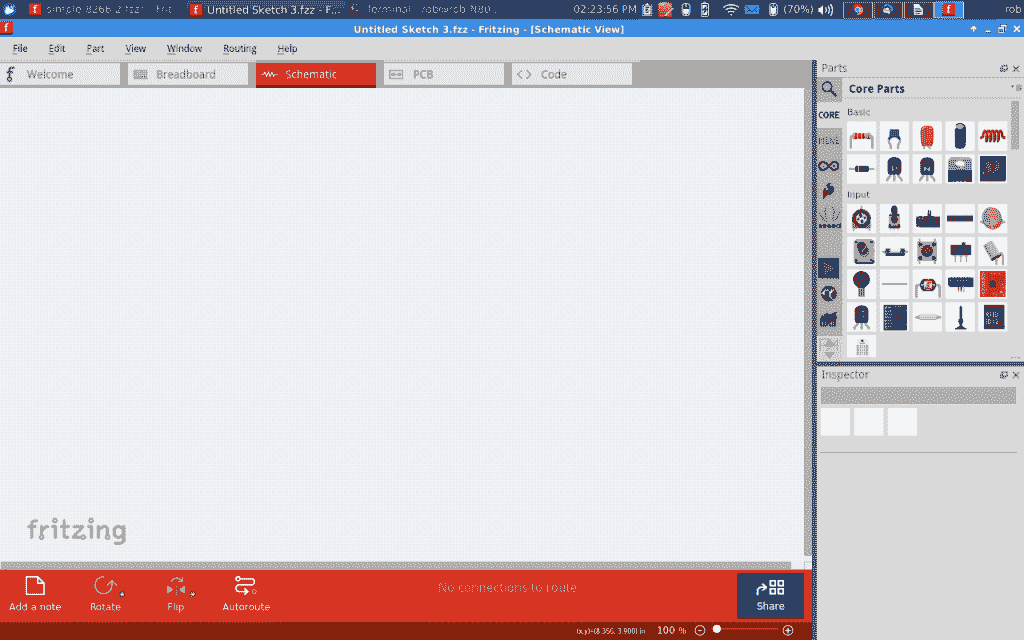 simple-8266-2.fzz - Frit
Untitled Sketch 3.fzz - F...
Terminal - rob@rob-N80...
02:23:56 PM
(70%)
rob
Untitled Sketch 3.fzz - Fritzing - [Schematic View]
File Edit Part View Window Routing Help
Welcome
Breadboard
Schematic
PCB
Code
Parts
Core Parts
CORE
MINE
Basic
Input
Inspector
fritzing
Add a note
Rotate
Flip
Autoroute
No connections to route
Share
(x,y)=(8.356, 3.900) in
100 %